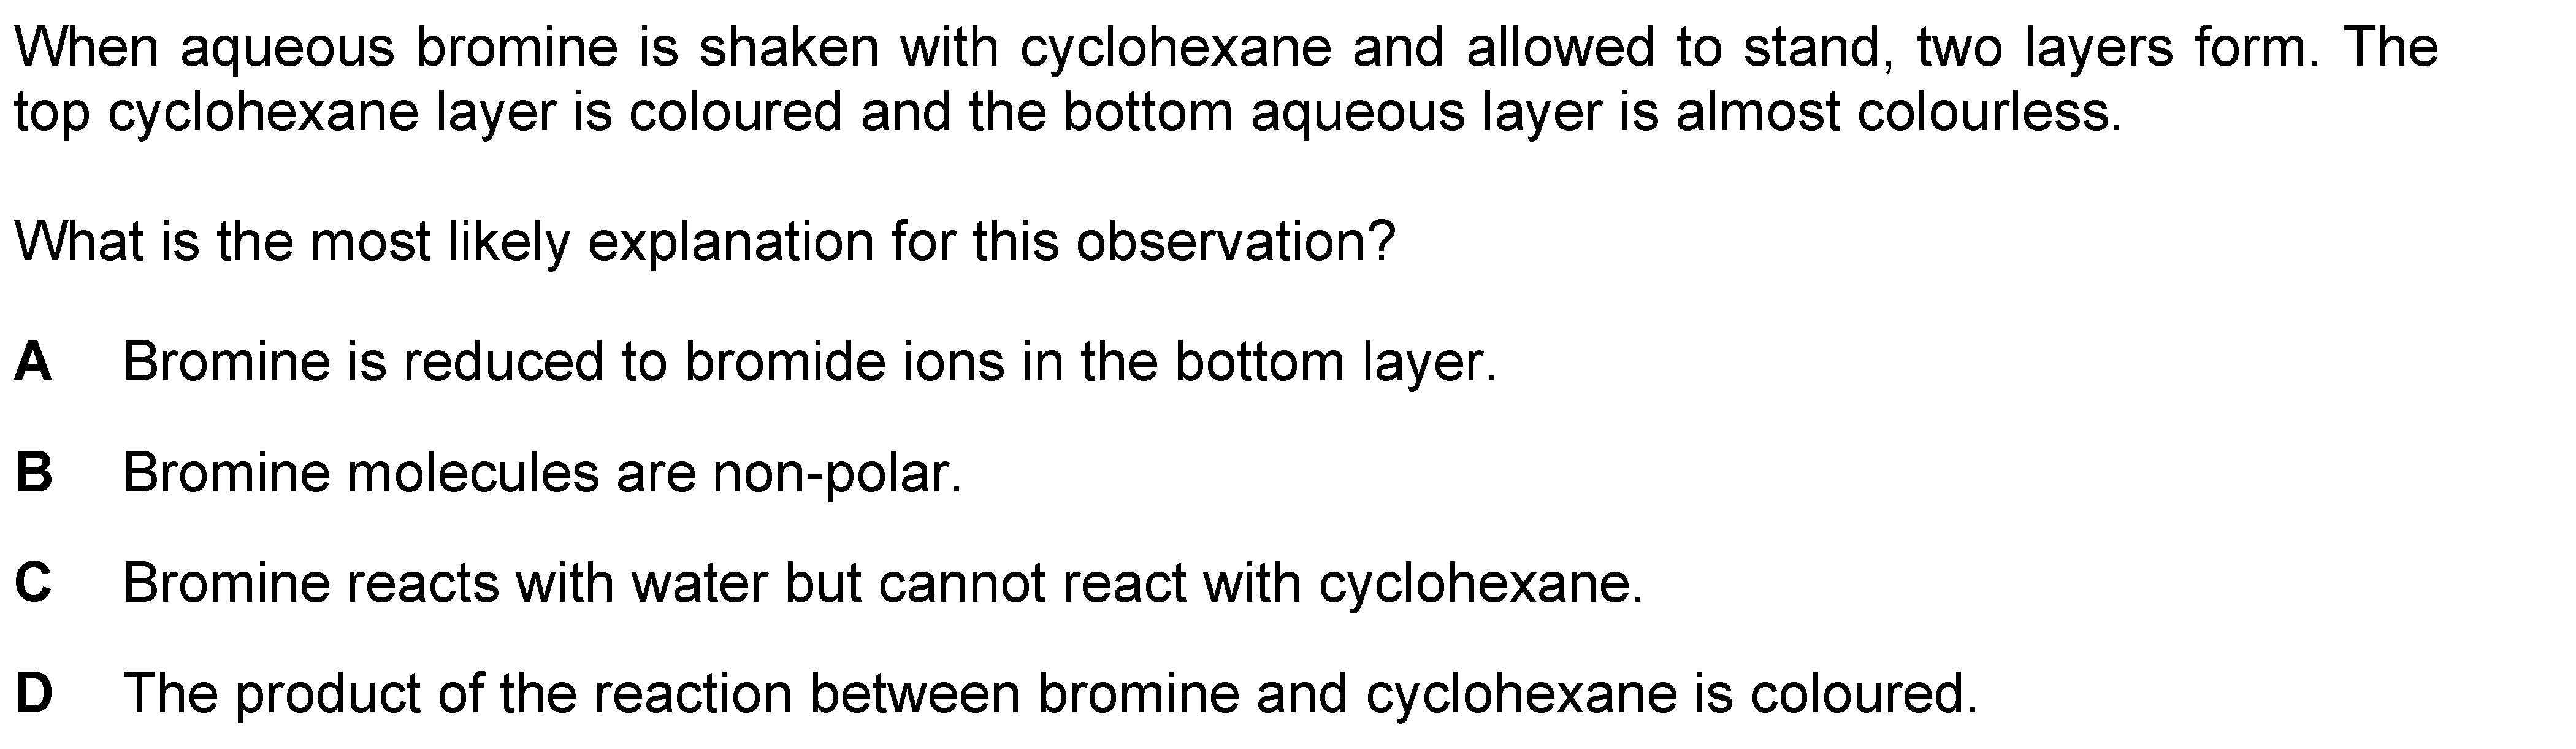 When aqueous bromine is shaken with cyclohexane and allowed to stand, two layers form. The
top cyclohexane layer is coloured and the bottom aqueous layer is almost colourless.
What is the most likely explanation for this observation?
A Bromine is reduced to bromide ions in the bottom layer.
B Bromine molecules are non-polar.
C Bromine reacts with water but cannot react with cyclohexane.
D The product of the reaction between bromine and cyclohexane is coloured.